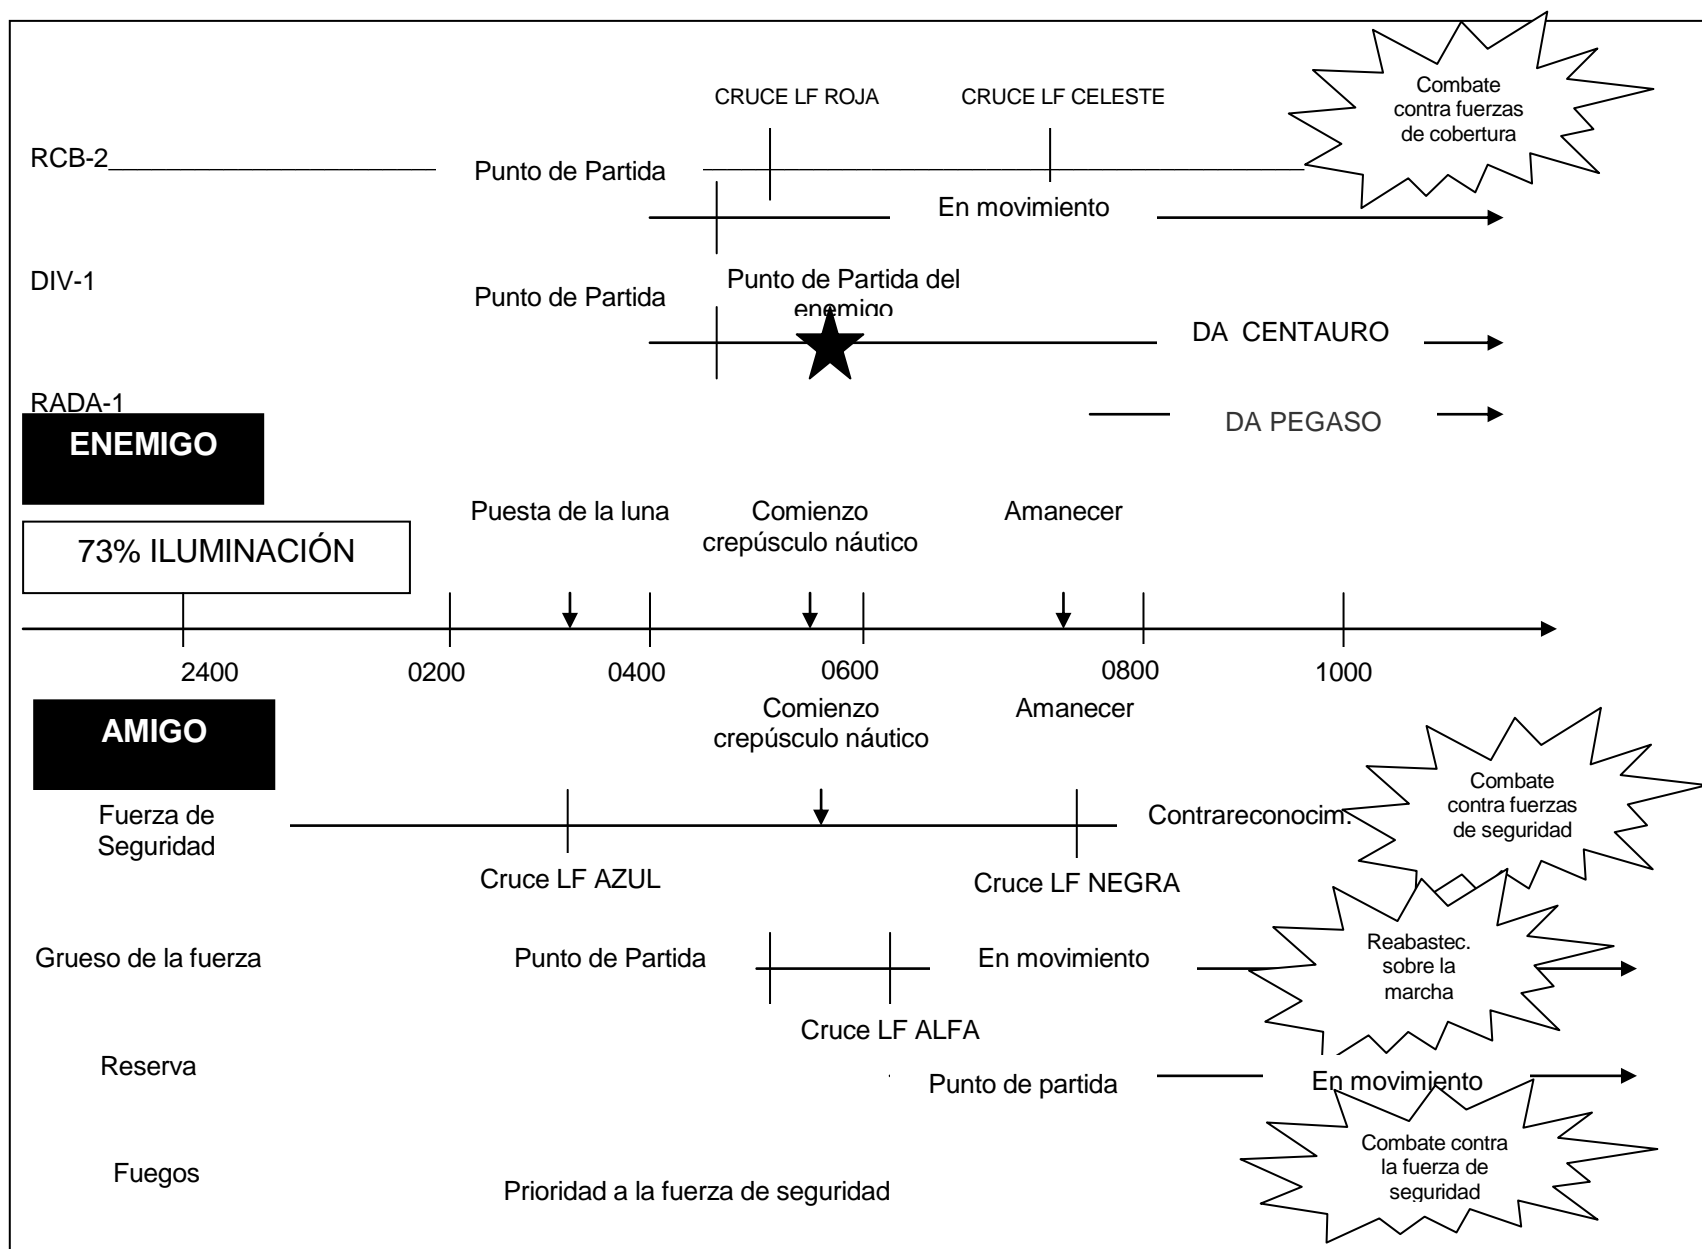 CRUCE LF ROJA
CRUCE LF CELESTE
Combate
contra fuerzas
de cobertura
RCB-2
Punto de Partida
En movimiento
DIV-1
Punto de Partida
Punto de Partida del
enemigo
DA CENTAURO
RADA-1
DA PEGASO
ENEMIGO
Puesta de la luna
Comienzo
crepúsculo náutico
Amanecer
73% ILUMINACIÓN
2400
0200
0400
0600
0800
1000
AMIGO
Comienzo
crepúsculo náutico
Amanecer
Fuerza de
Seguridad
Contrareconocim.
Combate
contra fuerzas
de seguridad
Cruce LF AZUL
Cruce LF NEGRA
Grueso de la fuerza
Punto de Partida
En movimiento
Reabastec.
sobre la
marcha
Cruce LF ALFA
Reserva
Punto de partida
En movimiento
Fuegos
Prioridad a la fuerza de seguridad
Combate contra
la fuerza de
seguridad